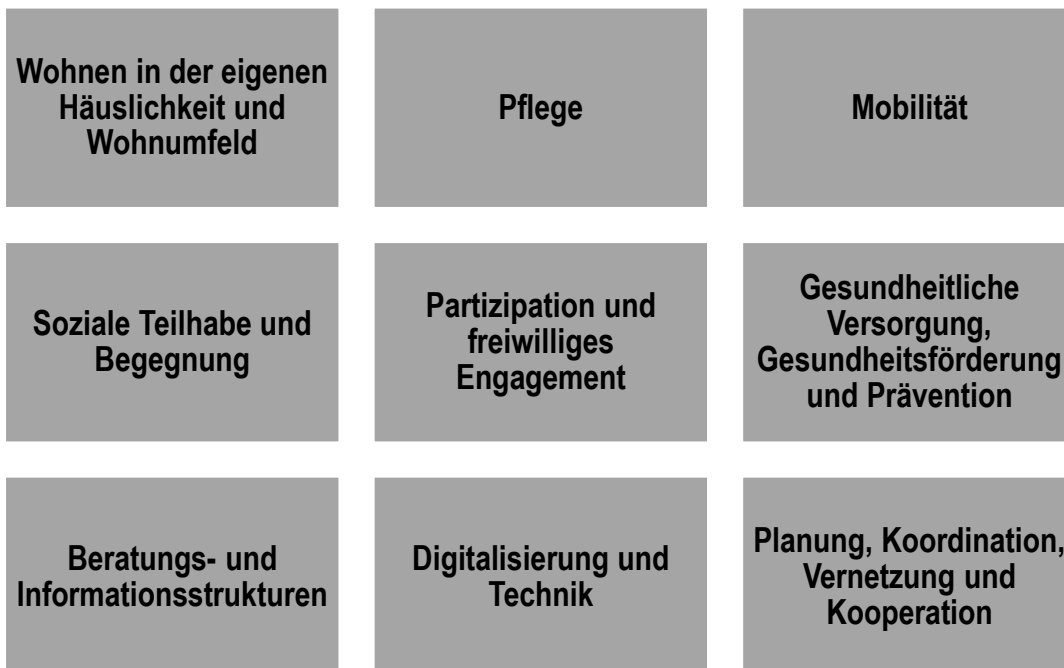 Wohnen in der eigenen
Häuslichkeit und
Wohnumfeld
Pflege
Mobilität
Soziale Teilhabe und
Begegnung
Partizipation und
freiwilliges
Engagement
Gesundheitliche
Versorgung,
Gesundheitsförderung
und Prävention
Beratungs- und
Informationsstrukturen
Digitalisierung und
Technik
Planung, Koordination,
Vernetzung und
Kooperation